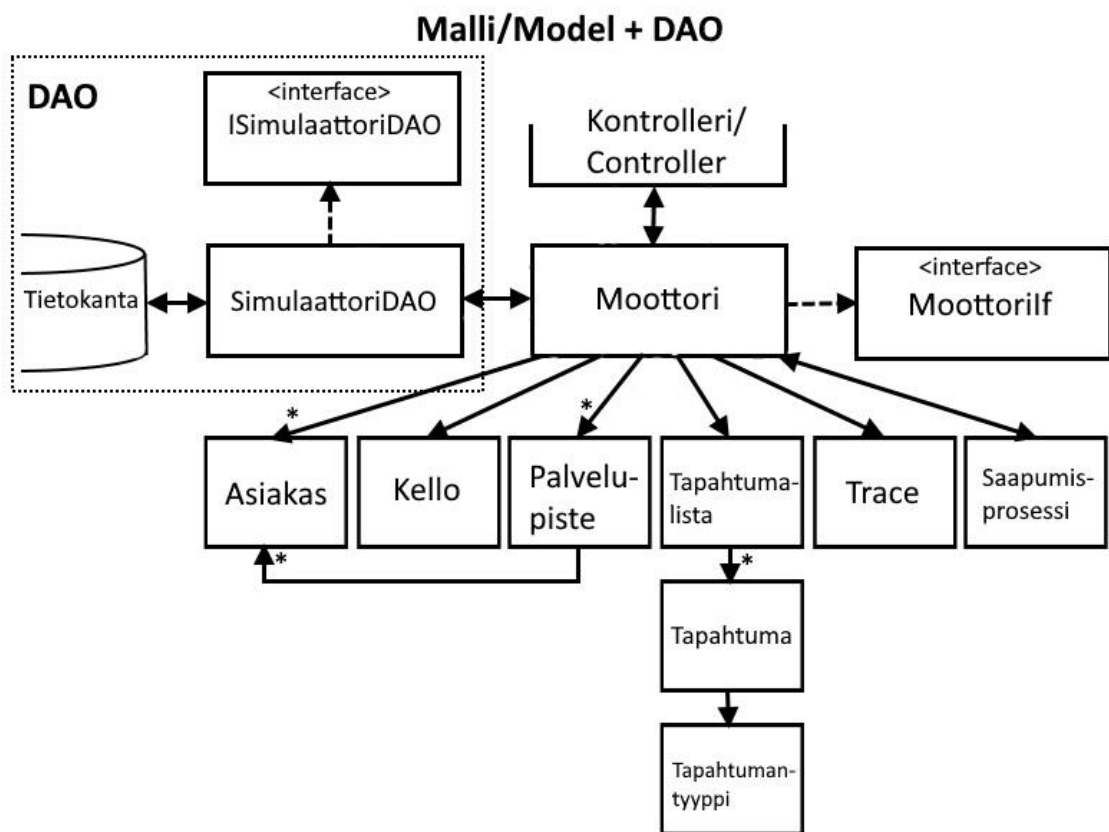 Malli/Model + DAO
DAO
<interface>
ISimulaattoriDAO
Kontrolleri/
Controller
Tietokanta
SimulaattoriDAO
Moottori
<interface>
MoottoriIf
*
*
Asiakas
Kello
Palvelu-
piste
Tapahtuma-
lista
Trace
Saapumis-
prosessi
*
*
Tapahtuma
Tapahtuman-
tyyppi